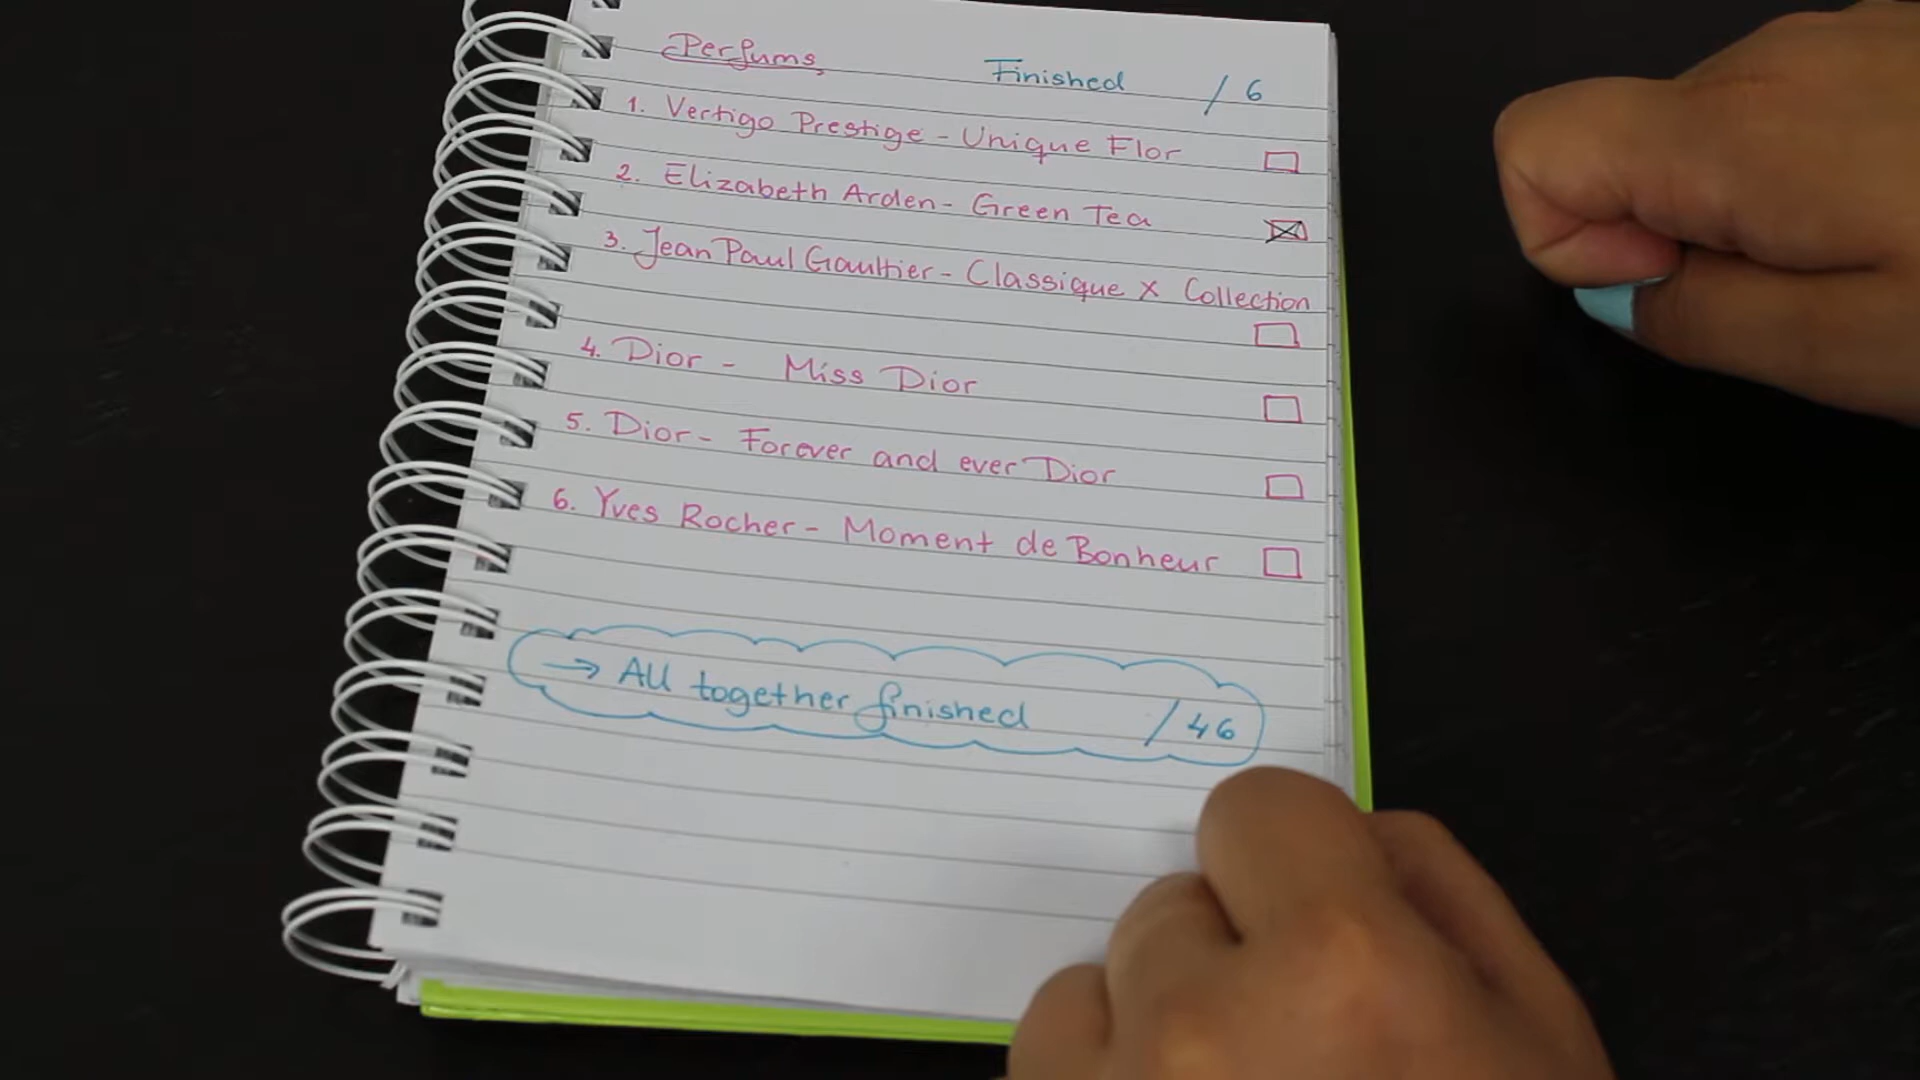 Perfums Finished /6
1. Vertigo Prestige - Unique Flor
2. Elizabeth Arden - Green Tea
3. Jean Paul Gaultier - Classique X Collection
4. Dior - Miss Dior
5. Dior - Forever and ever Dior
6. Yves Rocher - Moment de Bonheur
→ All together finished /46